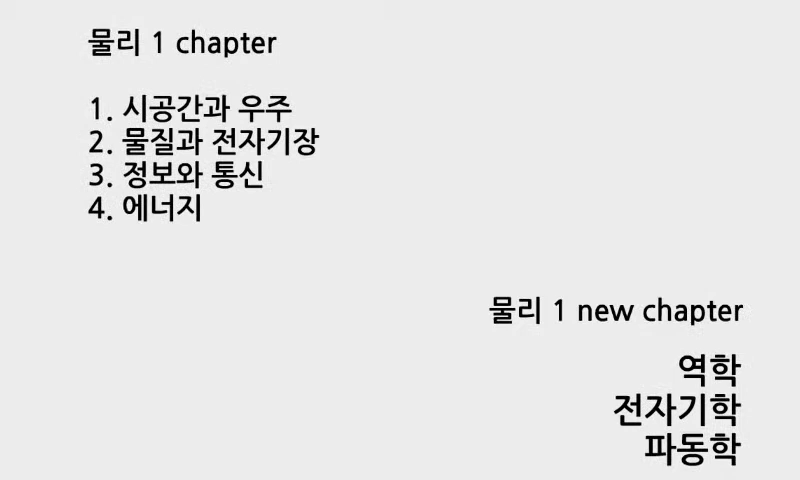 물리 1 chapter
1. 시공간과 우주
2. 물질과 전자기장
3. 정보와 통신
4. 에너지
물리 1 new chapter
역학
전자기학
파동학